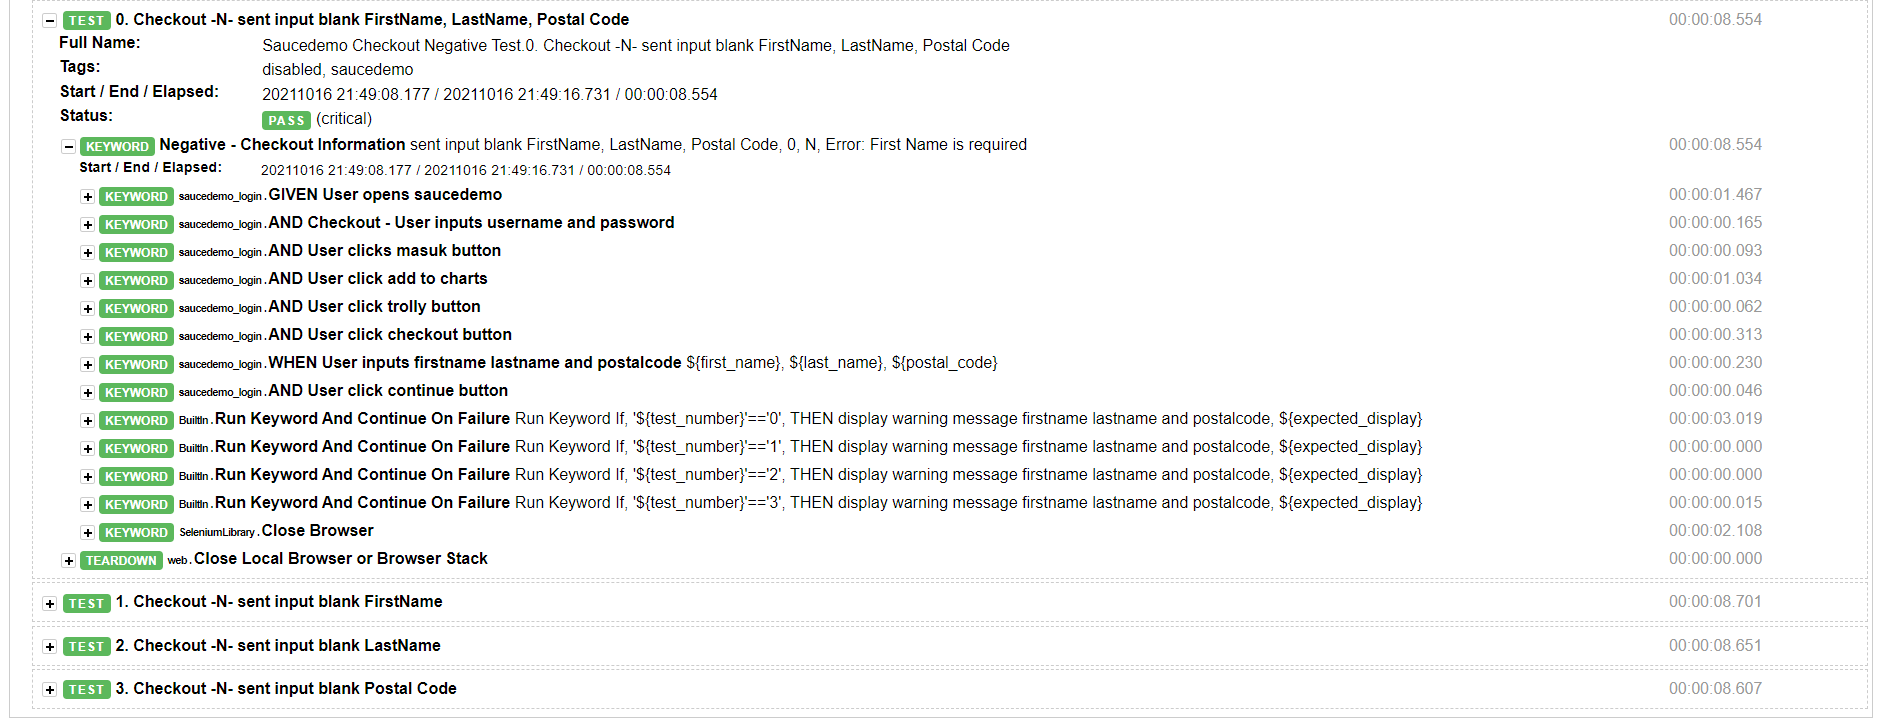 TEST 0. Checkout -N- sent input blank FirstName, LastName, Postal Code 00:00:08.554
Full Name: Saucedemo Checkout Negative Test.0. Checkout -N- sent input blank FirstName, LastName, Postal Code
Tags: disabled, saucedemo
Start / End / Elapsed: 20211016 21:49:08.177 / 20211016 21:49:16.731 / 00:00:08.554
Status: PASS (critical)
KEYWORD Negative - Checkout Information sent input blank FirstName, LastName, Postal Code, 0, N, Error: First Name is required 00:00:08.554
Start / End / Elapsed: 20211016 21:49:08.177 / 20211016 21:49:16.731 / 00:00:08.554
KEYWORD saucedemo_login.GIVEN User opens saucedemo 00:00:01.467
KEYWORD saucedemo_login.AND Checkout - User inputs username and password 00:00:00.165
KEYWORD saucedemo_login.AND User clicks masuk button 00:00:00.093
KEYWORD saucedemo_login.AND User click add to charts 00:00:01.034
KEYWORD saucedemo_login.AND User click trolly button 00:00:00.062
KEYWORD saucedemo_login.AND User click checkout button 00:00:00.313
KEYWORD saucedemo_login.WHEN User inputs firstname lastname and postalcode ${first_name}, ${last_name}, ${postal_code} 00:00:00.230
KEYWORD saucedemo_login.AND User click continue button 00:00:00.046
KEYWORD BuiltIn.Run Keyword And Continue On Failure Run Keyword If, '${test_number}'=='0', THEN display warning message firstname lastname and postalcode, ${expected_display} 00:00:03.019
KEYWORD BuiltIn.Run Keyword And Continue On Failure Run Keyword If, '${test_number}'=='1', THEN display warning message firstname lastname and postalcode, ${expected_display} 00:00:00.000
KEYWORD BuiltIn.Run Keyword And Continue On Failure Run Keyword If, '${test_number}'=='2', THEN display warning message firstname lastname and postalcode, ${expected_display} 00:00:00.000
KEYWORD BuiltIn.Run Keyword And Continue On Failure Run Keyword If, '${test_number}'=='3', THEN display warning message firstname lastname and postalcode, ${expected_display} 00:00:00.015
KEYWORD SeleniumLibrary.Close Browser 00:00:02.108
TEARDOWN web.Close Local Browser or Browser Stack 00:00:00.000
TEST 1. Checkout -N- sent input blank FirstName 00:00:08.701
TEST 2. Checkout -N- sent input blank LastName 00:00:08.651
TEST 3. Checkout -N- sent input blank Postal Code 00:00:08.607